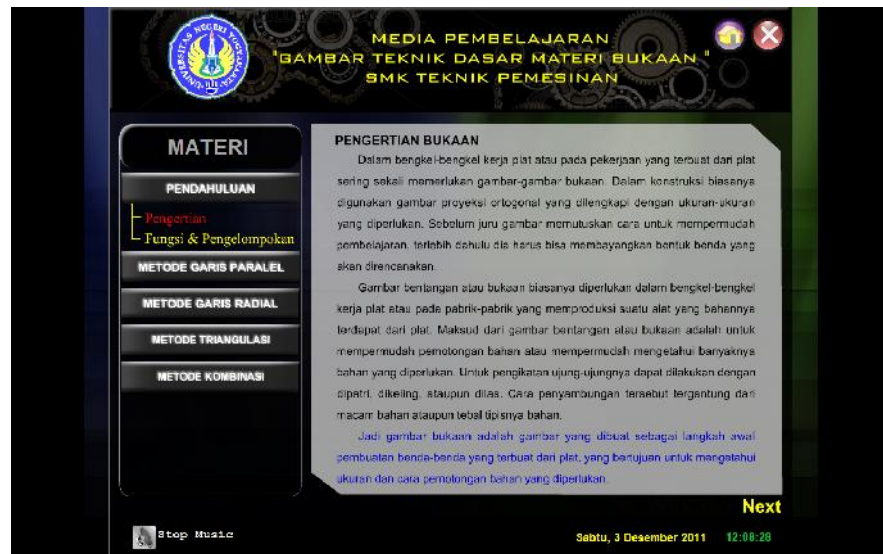 UNIVERSITAS NEGERI YOGYAKARTA
MEDIA PEMBELAJARAN
"GAMBAR TEKNIK DASAR MATERI BUKAAN "
SMK TEKNIK PEMESINAN
MATERI
PENDAHULUAN
Pengertian
Fungsi & Pengelompokan
METODE GARIS PARALEL
METODE GARIS RADIAL
METODE TRIANGULASI
METODE KOMBINASI
PENGERTIAN BUKAAN
Dalam bengkel-bengkel kerja plat atau pada pekerjaan yang terbuat dari plat
sering sekali memerlukan gambar-gambar bukaan. Dalam konstruksi biasanya
digunakan gambar proyeksi ortogonal yang dilengkapi dengan ukuran-ukuran
yang diperlukan. Sebelum juru gambar memutuskan cara untuk mempermudah
pembelajaran, terlebih dahulu dia harus bisa membayangkan bentuk benda yang
akan direncanakan.
Gambar bentangan atau bukaan biasanya diperlukan dalam bengkel-bengkel
kerja plat atau pada pabrik-pabrik yang memproduksi suatu alat yang bahannya
terdapat dari plat. Maksud dari gambar bentangan atau bukaan adalah untuk
mempermudah pemotongan bahan atau mempermudah mengetahui banyaknya
bahan yang diperlukan. Untuk pengikatan ujung-ujungnya dapat dilakukan dengan
dipatri, dikeling, ataupun dilas. Cara penyambungan tersebut tergantung dari
macam bahan ataupun tebal tipisnya bahan.
Jadi gambar bukaan adalah gambar yang dibuat sebagai langkah awal
pembuatan benda-benda yang terbuat dari plat, yang bertujuan untuk mengetahui
ukuran dan cara pemotongan bahan yang diperlukan.
Next
Stop Music
Sabtu, 3 Desember 2011 12:08:28